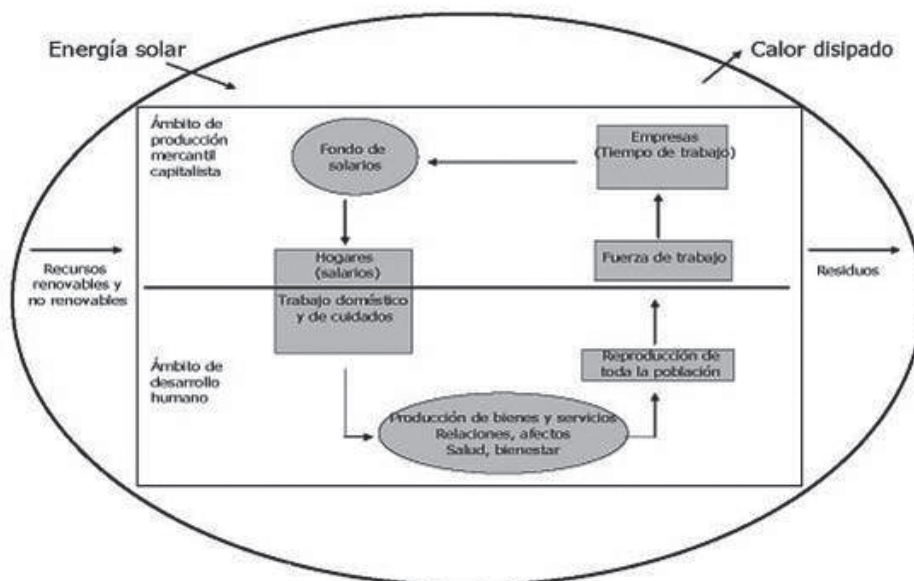 Energía solar
Calor disipado
Ámbito de
producción
mercantil
capitalista
Fondo de
salarios
Empresas
(Tiempo de trabajo)
Recursos
renovables y
no renovables
Hogares
(salarios)
Fuerza de trabajo
Residuos
Trabajo doméstico
y de cuidados
Ámbito de
desarrollo
humano
Reproducción de
toda la población
Producción de bienes y servicios
Relaciones, afectos
Salud, bienestar